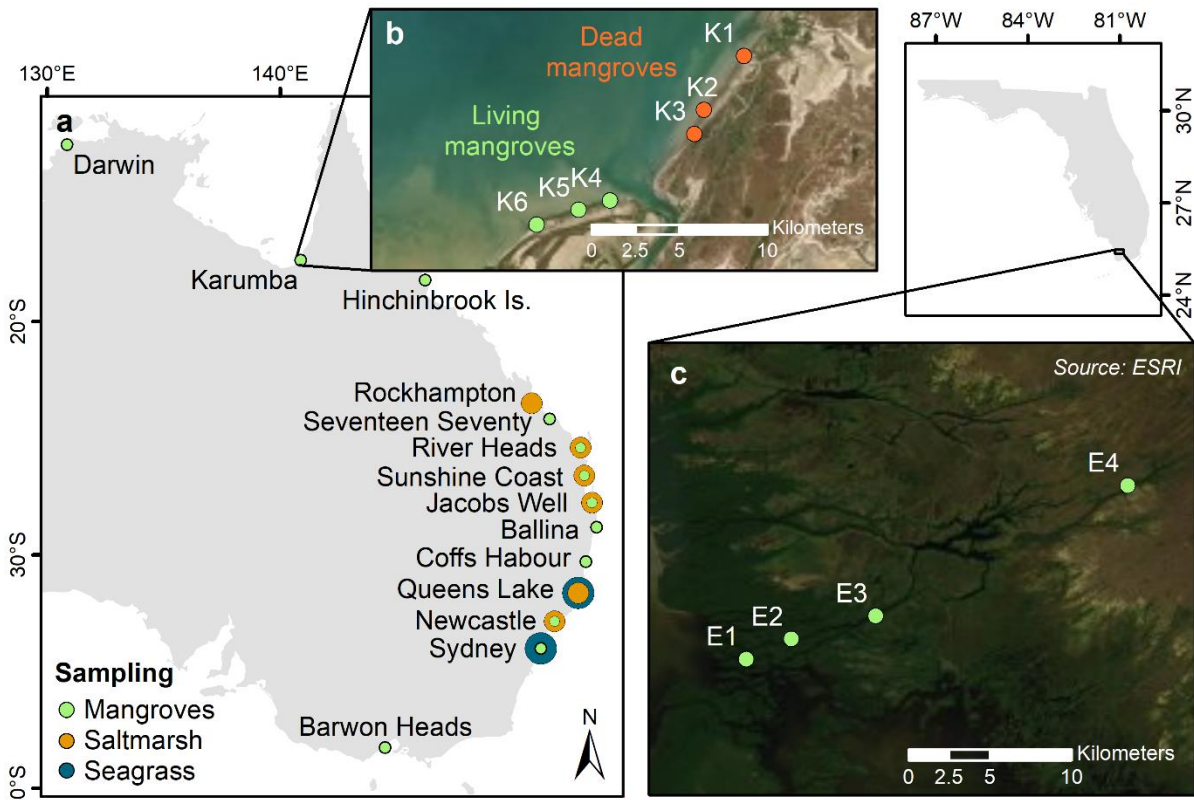 130°E
140°E
a
Darwin
Karumba
Hinchinbrook Is.
20°S
Rockhampton
Seventeen Seventy
River Heads
Sunshine Coast
Jacobs Well
Ballina
30°S
Coffs Habour
Queens Lake
Newcastle
Sydney
Barwon Heads
0°S
Sampling
Mangroves
Saltmarsh
Seagrass
N
b
Dead
mangroves
K1
K2
K3
Living
mangroves
K4
K5
K6
Kilometers
0 2.5 5 10
87°W 84°W 81°W
30°N
27°N
24°N
c
Source: ESRI
E4
E3
E2
E1
Kilometers
0 2.5 5 10